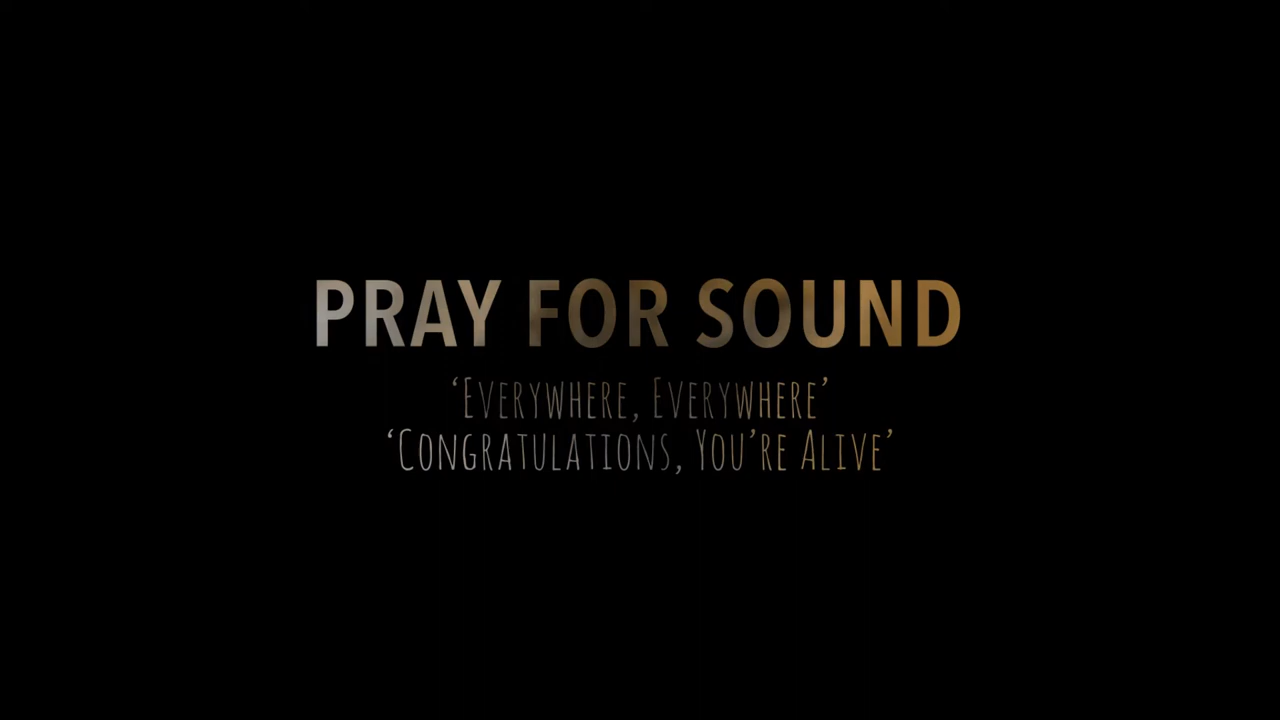 PRAY FOR SOUND
‘EVERYWHERE, EVERYWHERE’
‘CONGRATULATIONS, YOU’RE ALIVE’